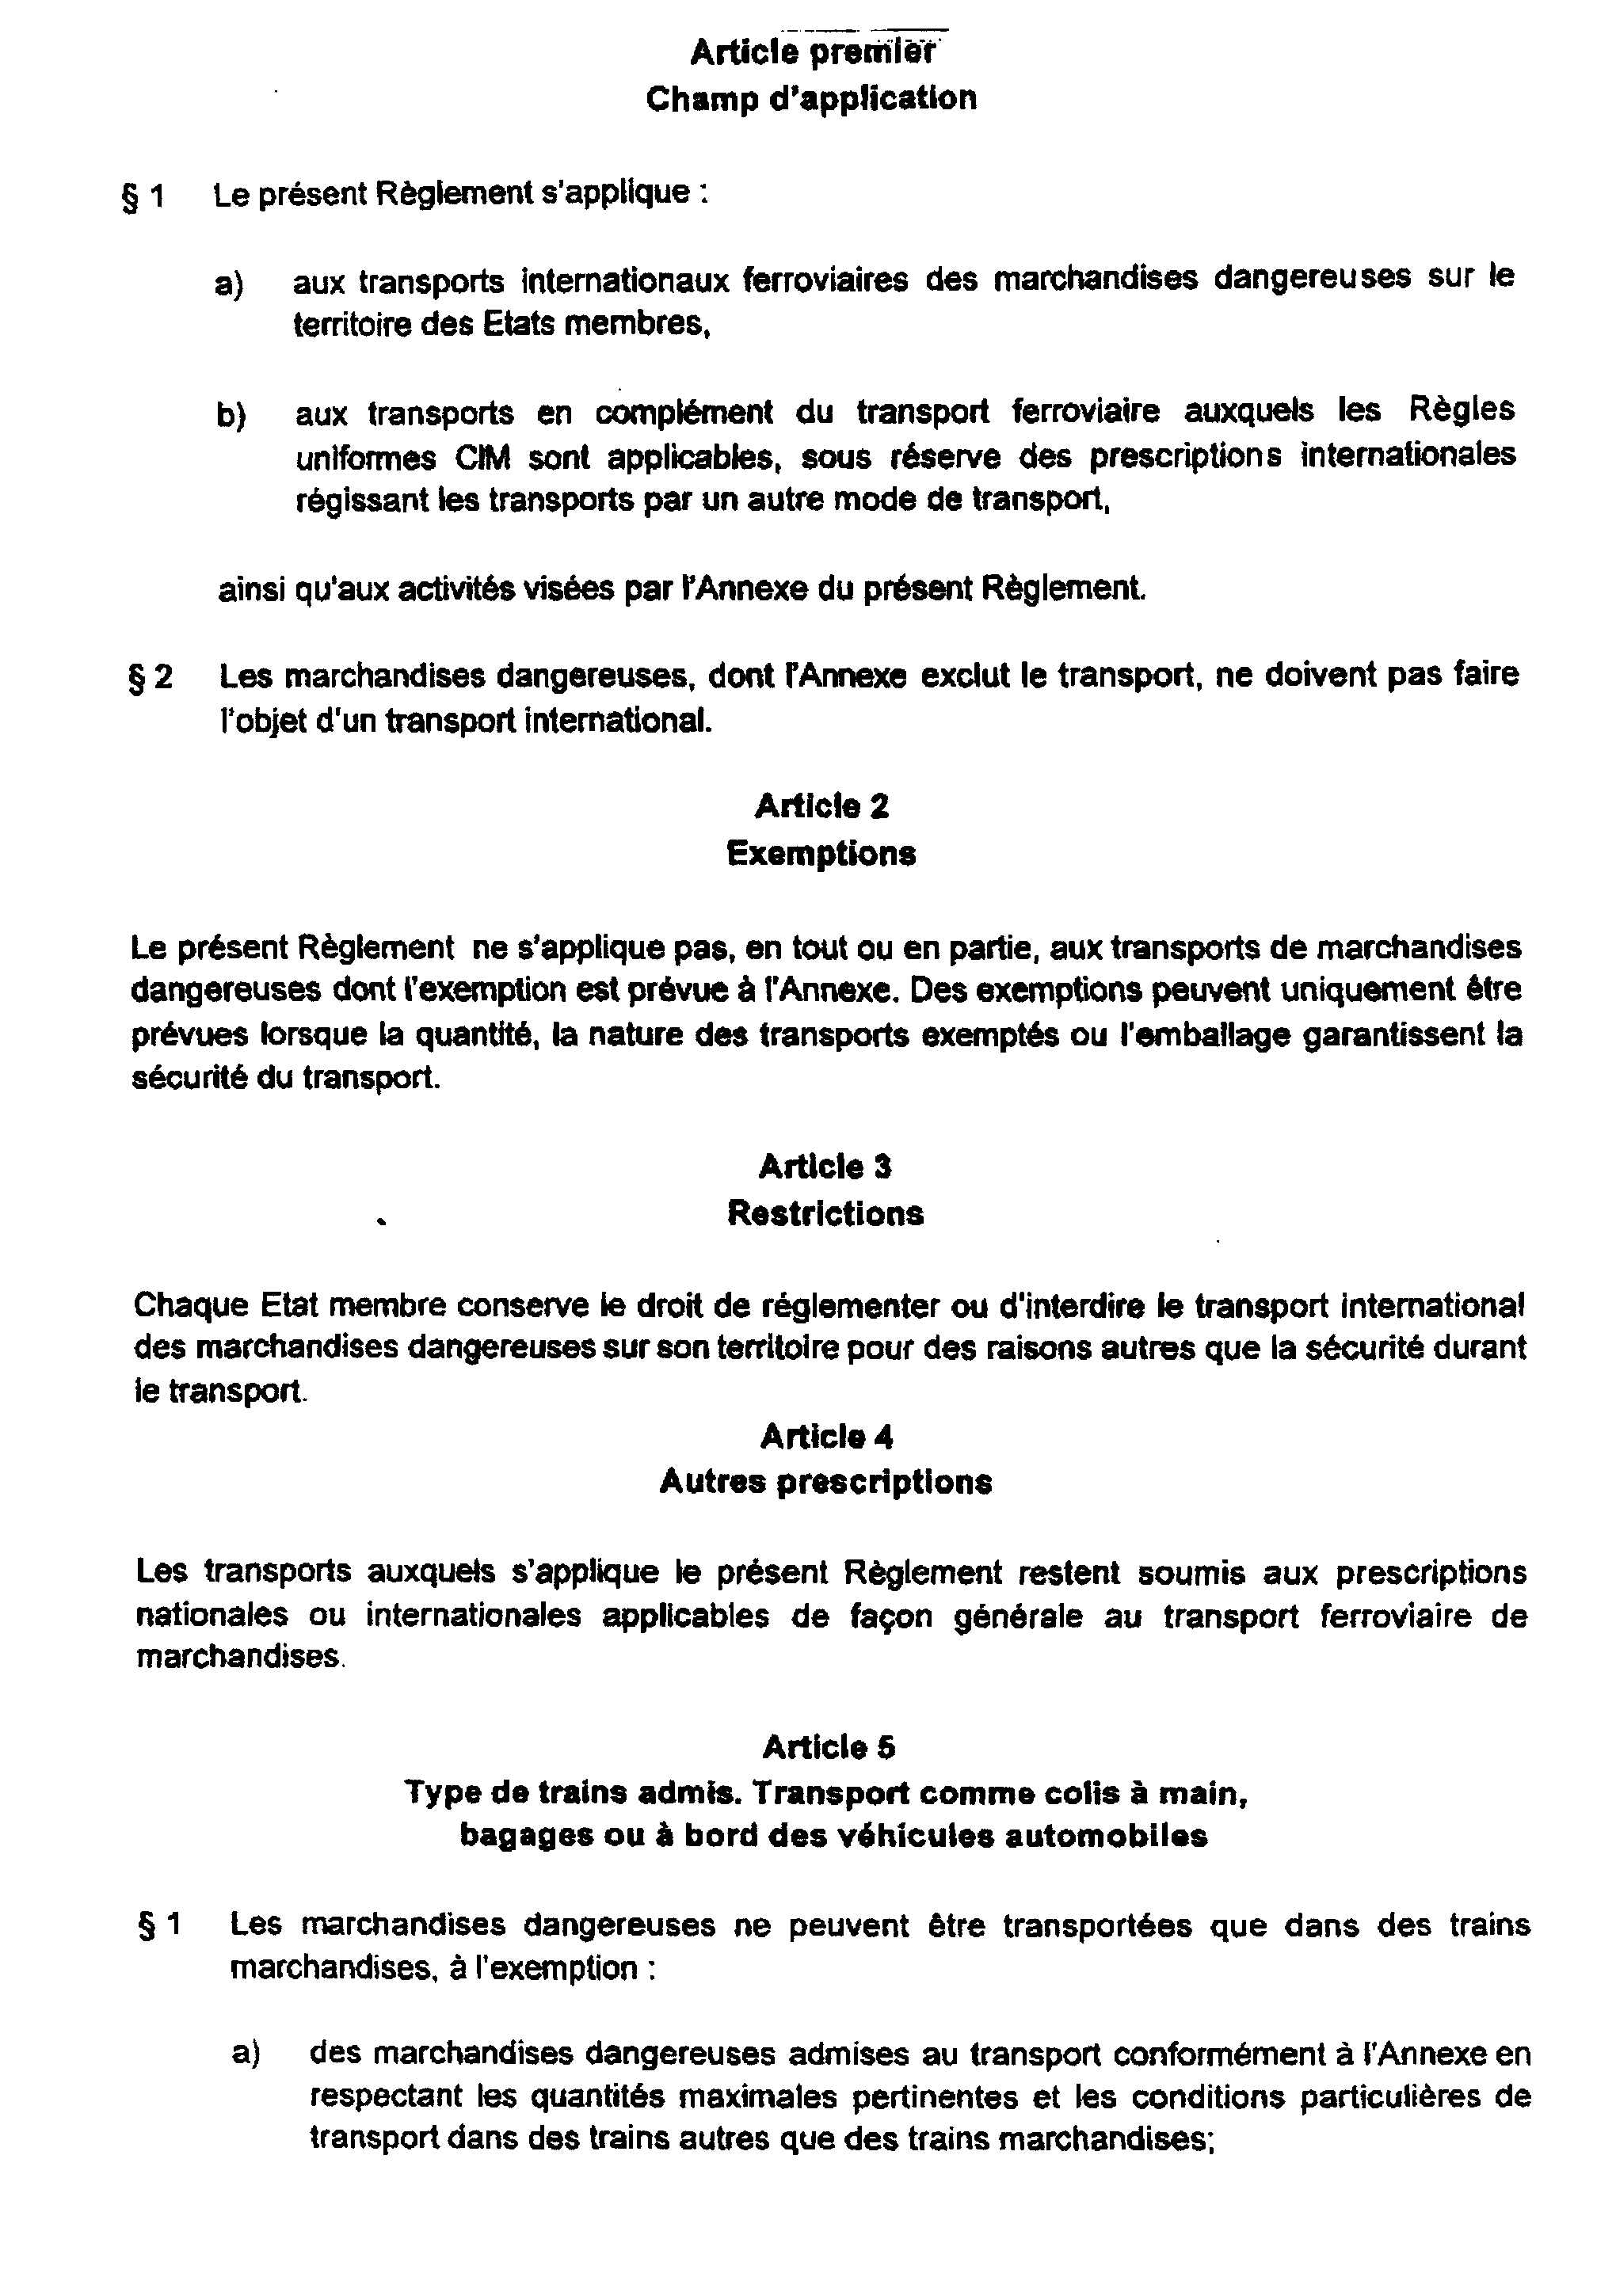 Article premier
Champ d'application
§ 1 Le présent Règlement s'applique :
a) aux transports internationaux ferroviaires des marchandises dangereuses sur le
territoire des Etats membres,
b) aux transports en complément du transport ferroviaire auxquels les Règles
uniformes CIM sont applicables, sous réserve des prescriptions internationales
régissant les transports par un autre mode de transport,
ainsi qu'aux activités visées par l'Annexe du présent Règlement.
§ 2 Les marchandises dangereuses, dont l'Annexe exclut le transport, ne doivent pas faire
l'objet d'un transport international.
Article 2
Exemptions
Le présent Règlement ne s'applique pas, en tout ou en partie, aux transports de marchandises
dangereuses dont l'exemption est prévue à l'Annexe. Des exemptions peuvent uniquement être
prévues lorsque la quantité, la nature des transports exemptés ou l'emballage garantissent la
sécurité du transport.
Article 3
Restrictions
Chaque Etat membre conserve le droit de réglementer ou d'interdire le transport international
des marchandises dangereuses sur son territoire pour des raisons autres que la sécurité durant
le transport.
Article 4
Autres prescriptions
Les transports auxquels s'applique le présent Règlement restent soumis aux prescriptions
nationales ou internationales applicables de façon générale au transport ferroviaire de
marchandises.
Article 5
Type de trains admis. Transport comme colis à main,
bagages ou à bord des véhicules automobiles
§ 1 Les marchandises dangereuses ne peuvent être transportées que dans des trains
marchandises, à l'exemption :
a) des marchandises dangereuses admises au transport conformément à l'Annexe en
respectant les quantités maximales pertinentes et les conditions particulières de
transport dans des trains autres que des trains marchandises;